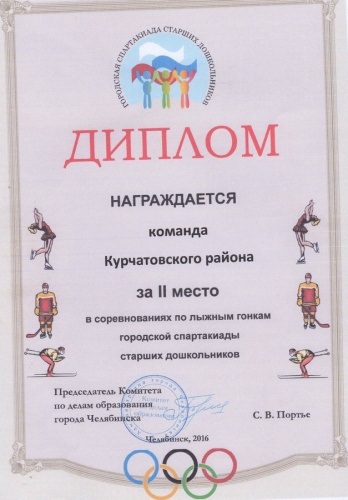 ГОРОДСКАЯ СПАРТАКИАДА СТАРШИХ ДОШКОЛЬНИКОВ
ДИПЛОМ
НАГРАЖДАЕТСЯ
команда
Курчатовского района
за II место
в соревнованиях по лыжным гонкам
городской спартакиады
старших дошкольников
Председатель Комитета
по делам образования
города Челябинска
С. В. Портье
Челябинск, 2016